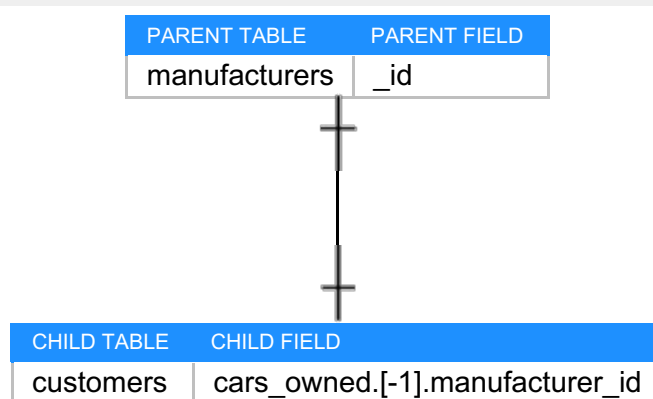 PARENT TABLE PARENT FIELD
manufacturers _id
CHILD TABLE CHILD FIELD
customers cars_owned.[-1].manufacturer_id